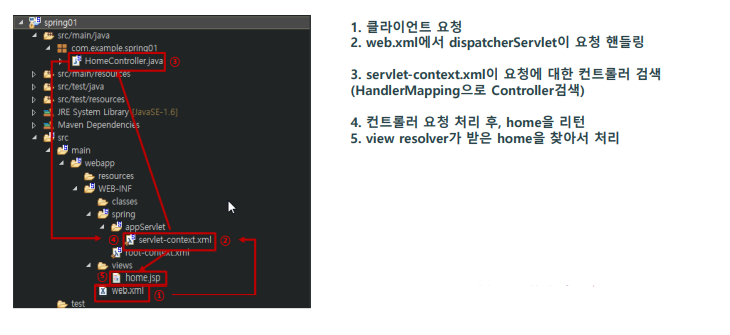 spring01
src/main/java
com.example.spring01
HomeController.java ③
src/main/resources
src/test/java
src/test/resources
JRE System Library [JavaSE-1.6]
Maven Dependencies
src
main
webapp
resources
WEB-INF
classes
spring
appServlet
④ servlet-context.xml ②
root-context.xml
views
⑤ home.jsp
web.xml ①
test
1. 클라이언트 요청
2. web.xml에서 dispatcherServlet이 요청 핸들링
3. servlet-context.xml이 요청에 대한 컨트롤러 검색
(HandlerMapping으로 Controller검색)
4. 컨트롤러 요청 처리 후, home을 리턴
5. view resolver가 받은 home을 찾아서 처리